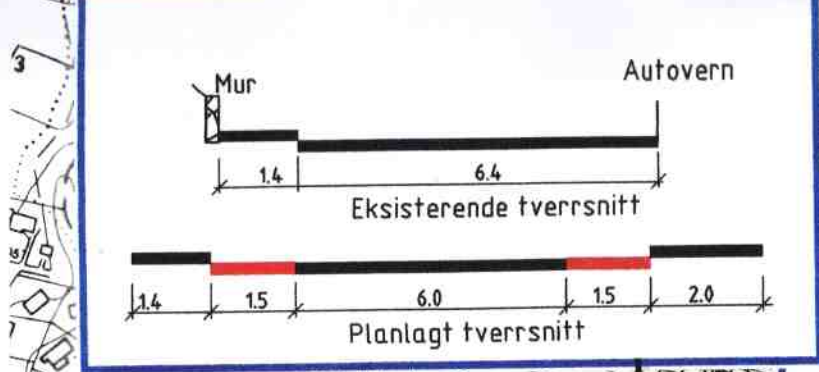 3
Mur
Autovern
1.4 6.4
Eksisterende tverrsnitt
1.4 1.5 6.0 1.5 2.0
Planlagt tverrsnitt